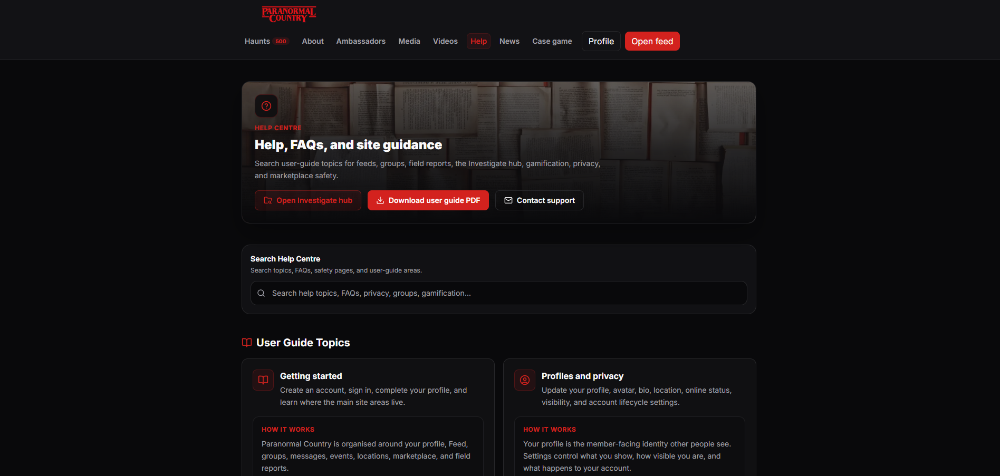 PARANORMAL
COUNTRY
Haunts 500 About Ambassadors Media Videos Help News Case game Profile Open feed
HELP CENTRE
Help, FAQs, and site guidance
Search user-guide topics for feeds, groups, field reports, the Investigate hub, gamification, privacy,
and marketplace safety.
Open Investigate hub Download user guide PDF Contact support
Search Help Centre
Search topics, FAQs, safety pages, and user-guide areas.
Search help topics, FAQs, privacy, groups, gamification...
User Guide Topics
Getting started
Create an account, sign in, complete your profile, and
learn where the main site areas live.
HOW IT WORKS
Paranormal Country is organised around your profile, Feed,
groups, messages, events, locations, marketplace, and field
reports.
Profiles and privacy
Update your profile, avatar, bio, location, online status,
visibility, and account lifecycle settings.
HOW IT WORKS
Your profile is the member-facing identity other people see.
Settings control what you show, how visible you are, and
what happens to your account.